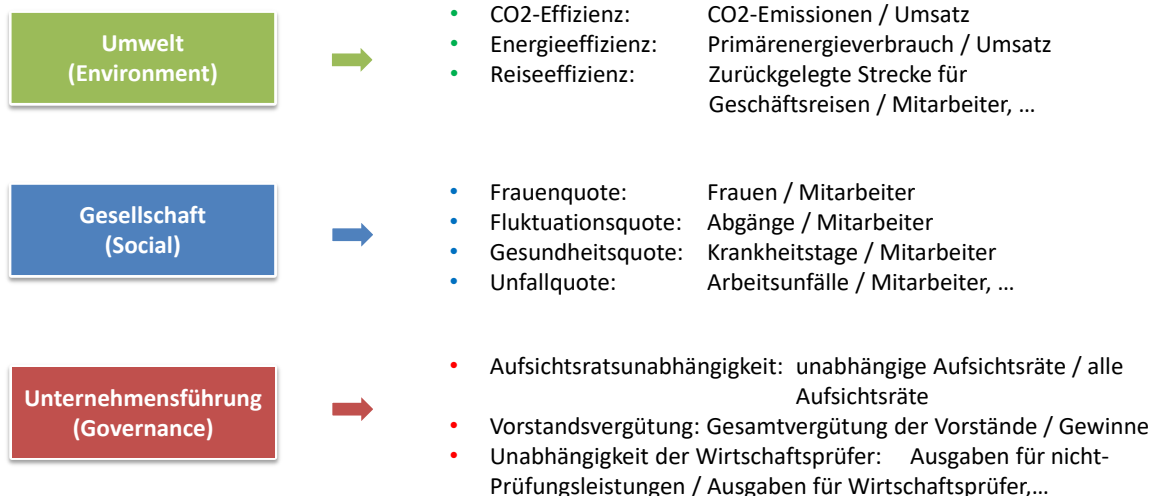 Umwelt
(Environment)
• CO2-Effizienz: CO2-Emissionen / Umsatz
• Energieeffizienz: Primärenergieverbrauch / Umsatz
• Reiseeffizienz: Zurückgelegte Strecke für
Geschäftsreisen / Mitarbeiter, …
Gesellschaft
(Social)
• Frauenquote: Frauen / Mitarbeiter
• Fluktuationsquote: Abgänge / Mitarbeiter
• Gesundheitsquote: Krankheitstage / Mitarbeiter
• Unfallquote: Arbeitsunfälle / Mitarbeiter, …
Unternehmensführung
(Governance)
• Aufsichtsratsunabhängigkeit: unabhängige Aufsichtsräte / alle
Aufsichtsräte
• Vorstandsvergütung: Gesamtvergütung der Vorstände / Gewinne
• Unabhängigkeit der Wirtschaftsprüfer: Ausgaben für nicht-
Prüfungsleistungen / Ausgaben für Wirtschaftsprüfer,…